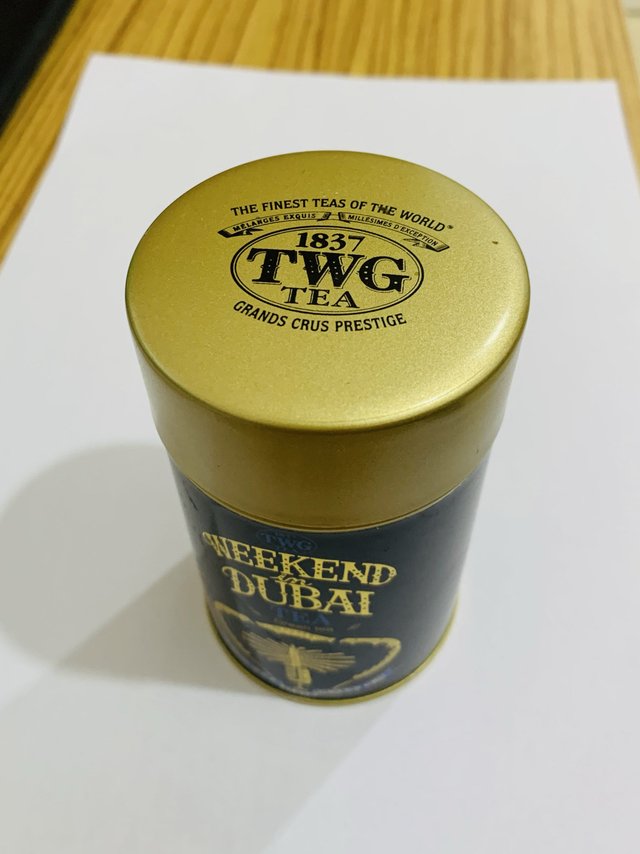 THE FINEST TEAS OF THE WORLD®
MÉLANGES EXQUIS MILLÉSIMES D'EXCEPTION
1837
TWG
TEA
GRANDS CRUS PRESTIGE
TWG
WEEKEND
in
DUBAI
TEA